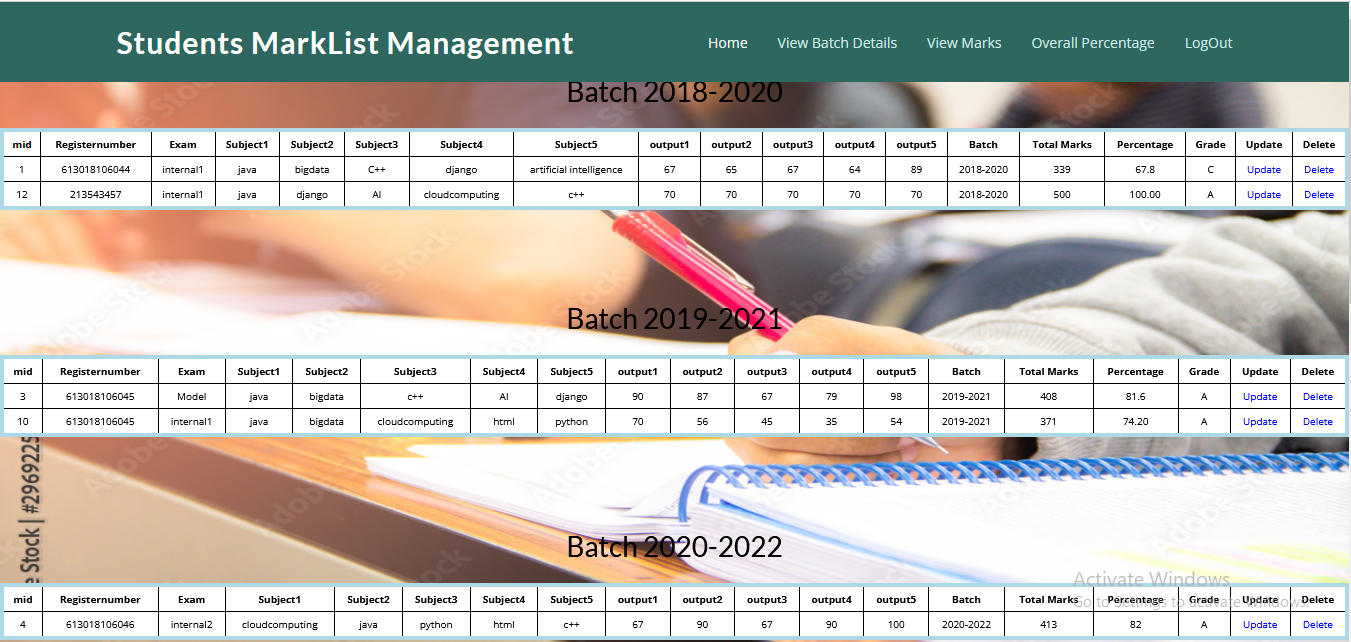 Students MarkList Management Home View Batch Details View Marks Overall Percentage LogOut
Batch 2018-2020
mid Registernumber Exam Subject1 Subject2 Subject3 Subject4 Subject5 output1 output2 output3 output4 output5 Batch Total Marks Percentage Grade Update Delete
1 613018106044 internal1 java bigdata C++ django artificial intelligence 67 65 67 64 89 2018-2020 339 67.8 C Update Delete
12 213543457 internal1 java django AI cloudcomputing c++ 70 70 70 70 70 2018-2020 500 100.00 A Update Delete
Batch 2019-2021
mid Registernumber Exam Subject1 Subject2 Subject3 Subject4 Subject5 output1 output2 output3 output4 output5 Batch Total Marks Percentage Grade Update Delete
3 613018106045 Model java bigdata c++ AI django 90 87 67 79 98 2019-2021 408 81.6 A Update Delete
10 613018106045 internal1 java bigdata cloudcomputing html python 70 56 45 35 54 2019-2021 371 74.20 A Update Delete
Stock | #2969225
Batch 2020-2022
Activate Windows
Go to Settings to activate Windows.
mid Registernumber Exam Subject1 Subject2 Subject3 Subject4 Subject5 output1 output2 output3 output4 output5 Batch Total Marks Percentage Grade Update Delete
4 613018106046 internal2 cloudcomputing java python html c++ 67 90 67 90 100 2020-2022 413 82 A Update Delete